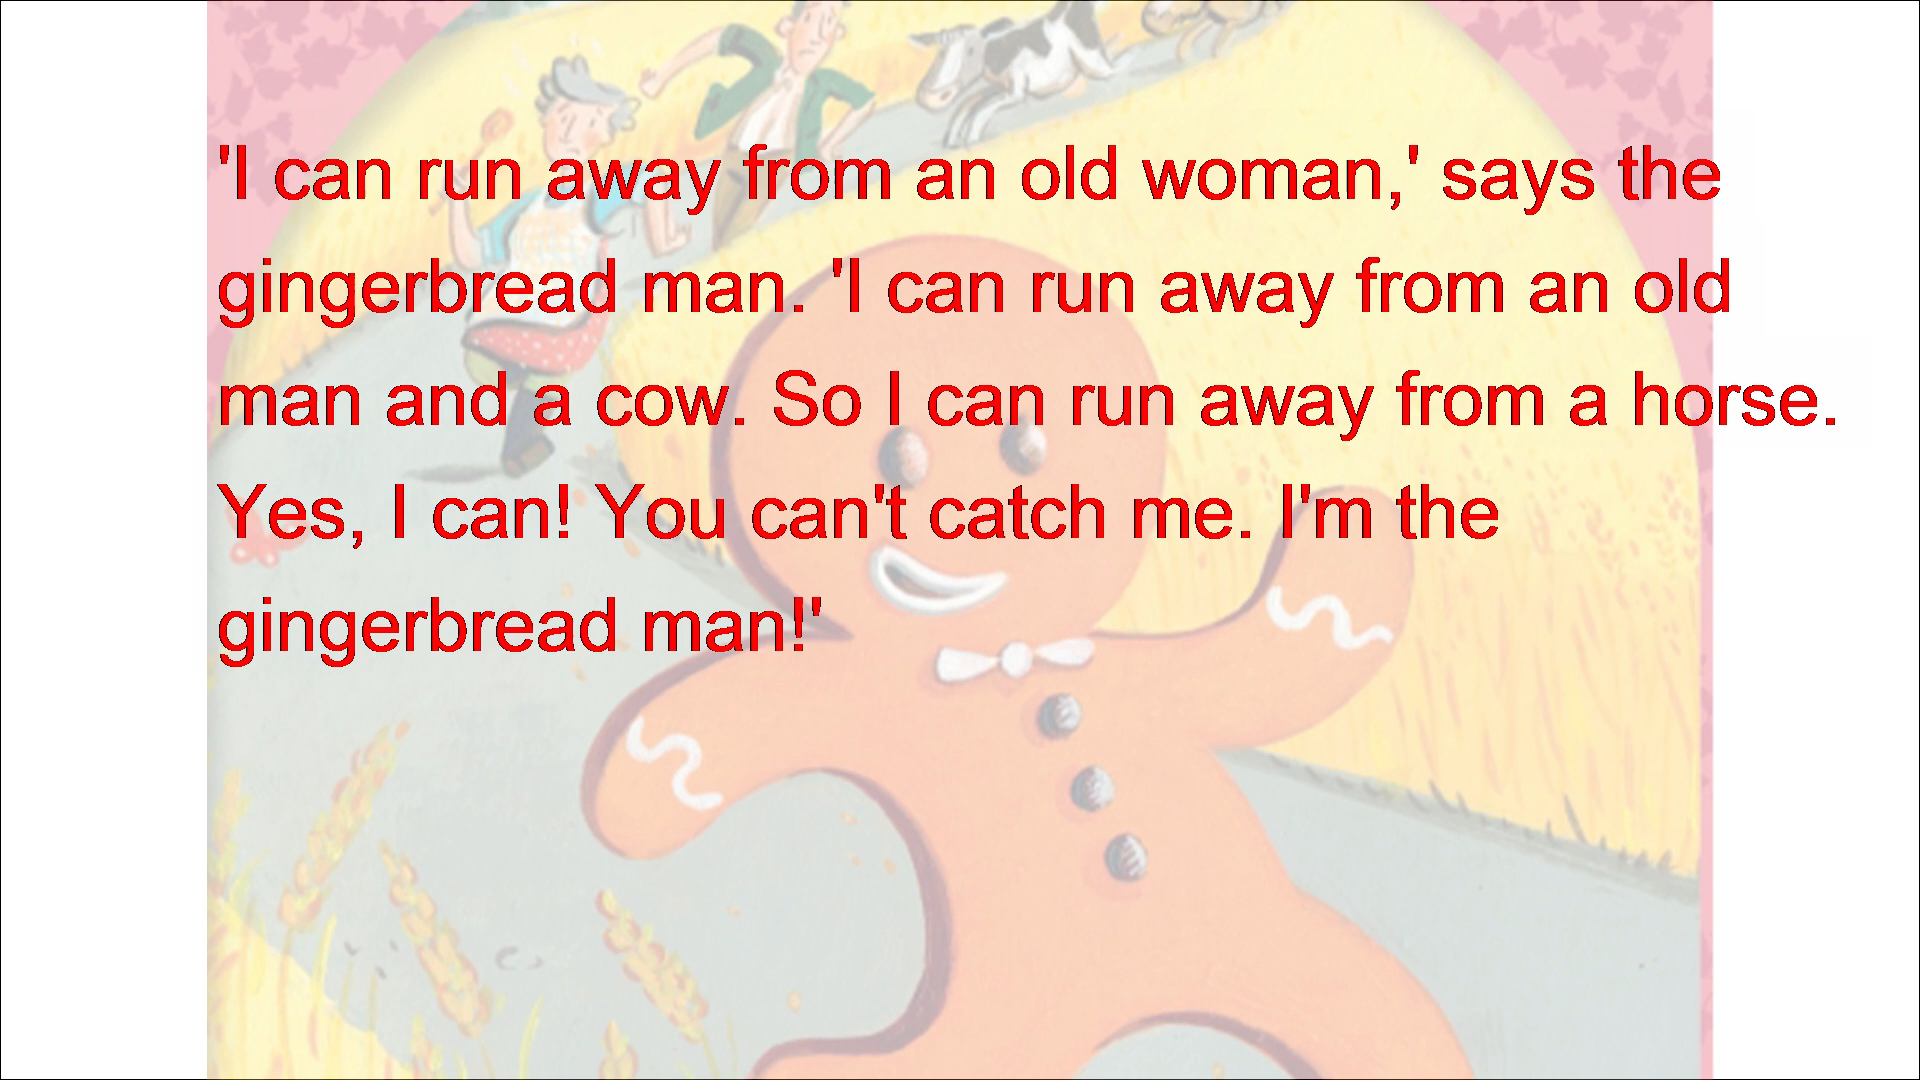 'I can run away from an old woman,' says the
gingerbread man. 'I can run away from an old
man and a cow. So I can run away from a horse.
Yes, I can! You can't catch me. I'm the
gingerbread man!'